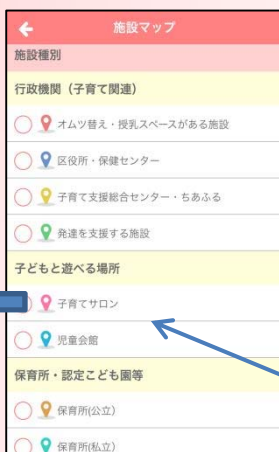 施設マップ
施設種別
行政機関（子育て関連）
オムツ替え・授乳スペースがある施設
区役所・保健センター
子育て支援総合センター・ちあふる
発達を支援する施設
子どもと遊べる場所
子育てサロン
児童会館
保育所・認定こども園等
保育所(公立)
保育所(私立)